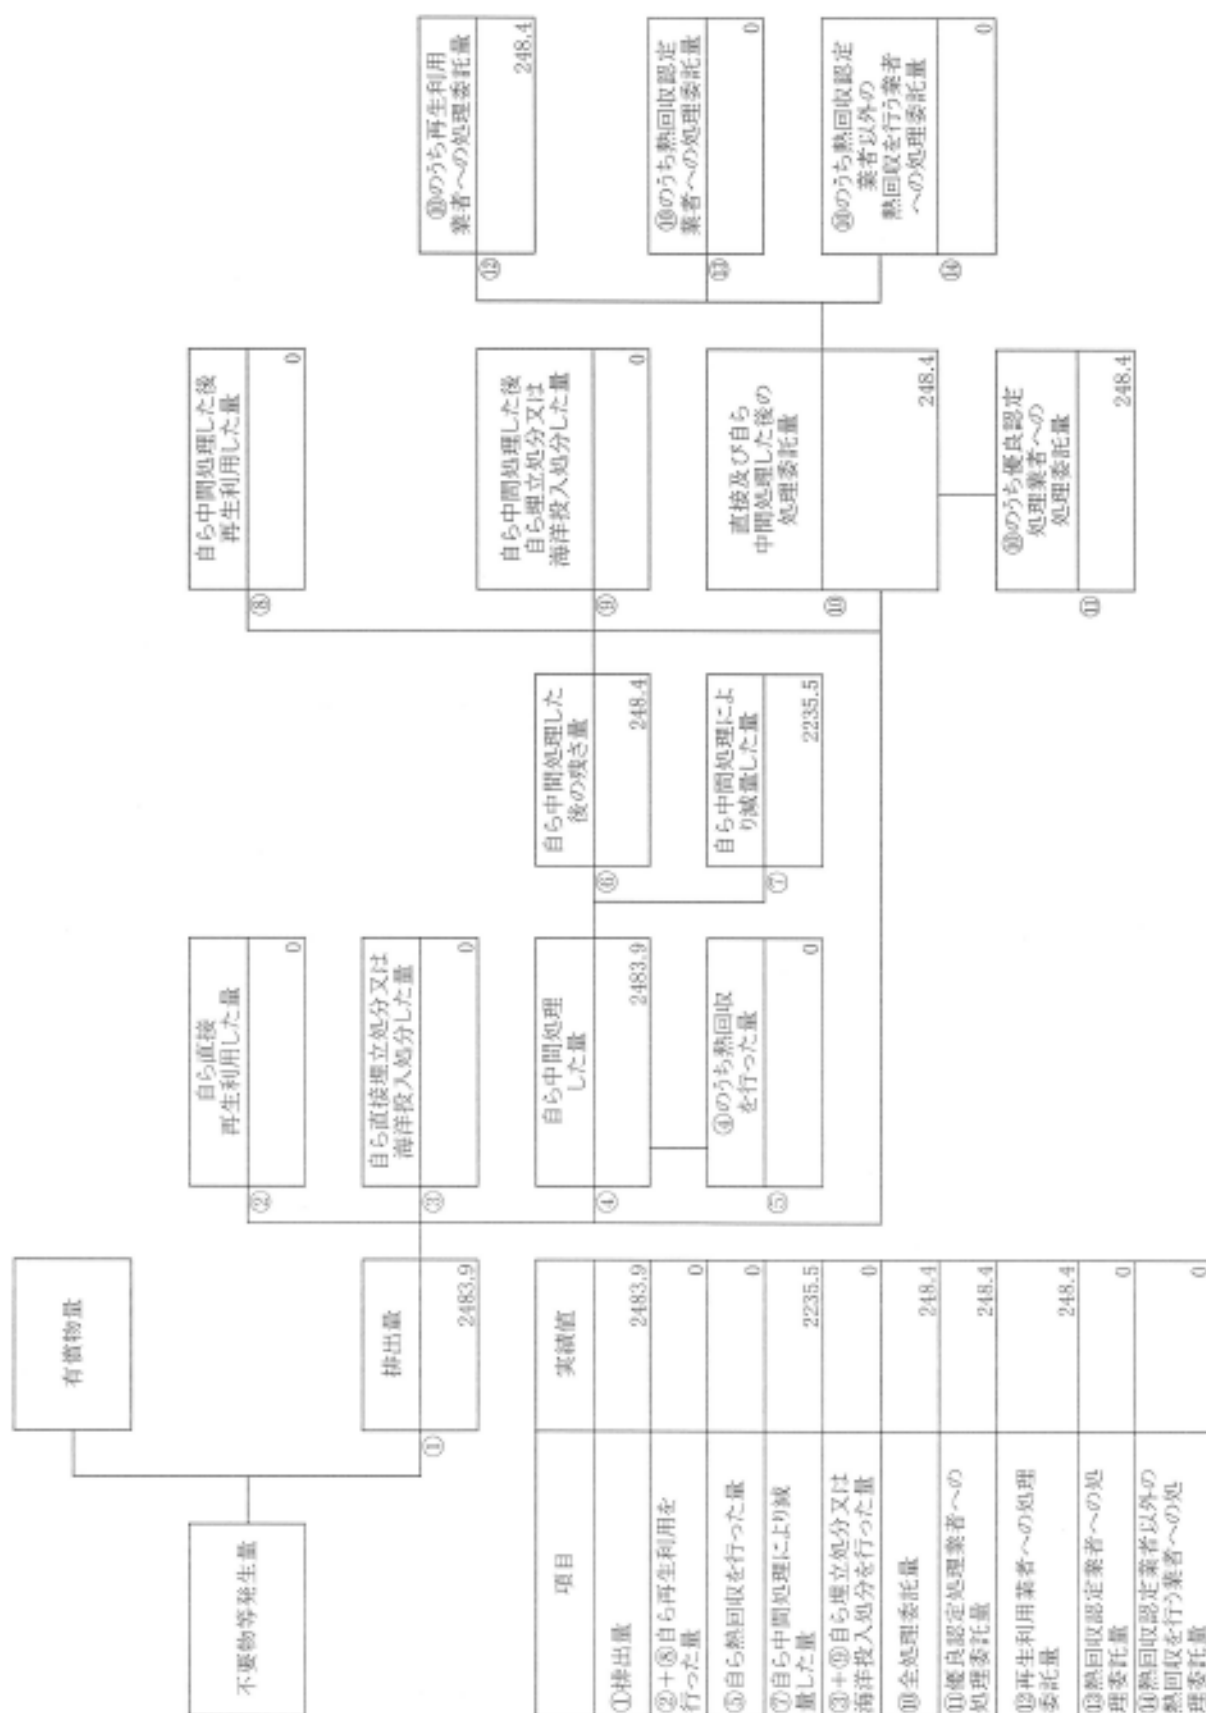 不要物等発生量
有償物量
①
排出量
2483.9
②
自ら直接
再生利用した量
0
③
自ら直接埋立処分又は
海洋投入処分した量
0
④
自ら中間処理
した量
2483.9
⑤
④のうち熱回収
を行った量
0
⑥
自ら中間処理した
後の残さ量
248.4
⑦
自ら中間処理によ
り減量した量
2235.5
⑧
自ら中間処理した後
再生利用した量
0
⑨
自ら中間処理した後
自ら埋立処分又は
海洋投入処分した量
0
⑩
直接及び自ら
中間処理した後の
処理委託量
248.4
⑪
⑩のうち優良認定
処理業者への
処理委託量
248.4
⑫
⑩のうち再生利用
業者への処理委託量
248.4
⑬
⑩のうち熱回収認定
業者への処理委託量
0
⑭
⑩のうち熱回収認定
業者以外の
熱回収を行う業者
への処理委託量
0
項目
実績値
①排出量
2483.9
②+⑧自ら再生利用を
行った量
0
⑤自ら熱回収を行った量
0
⑦自ら中間処理により減
量した量
2235.5
③+⑨自ら埋立処分又は
海洋投入処分を行った量
0
⑩全処理委託量
248.4
⑪優良認定処理業者への
処理委託量
248.4
⑫再生利用業者への処理
委託量
248.4
⑬熱回収認定業者への処
理委託量
0
⑭熱回収認定業者以外の
熱回収を行う業者への処
理委託量
0